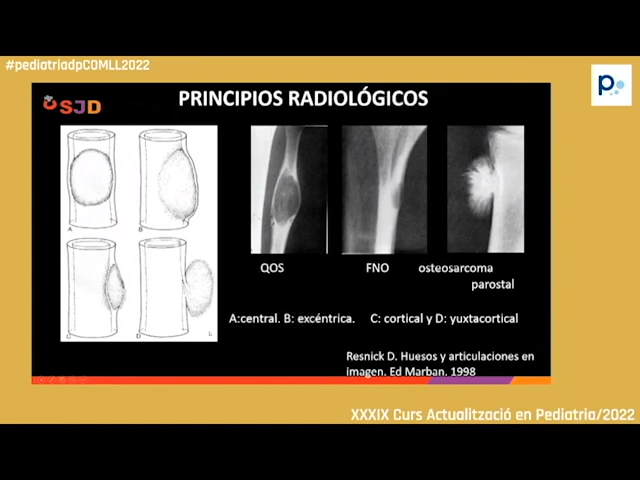 #pediatriadpCOMLL2022
p
SJD
PRINCIPIOS RADIOLÓGICOS
A
B
D
QOS
FNO
osteosarcoma
parostal
A:central. B: excéntrica. C: cortical y D: yuxtacortical
Resnick D. Huesos y articulaciones en
imagen. Ed Marban. 1998
XXXIX Curs Actualització en Pediatria/2022